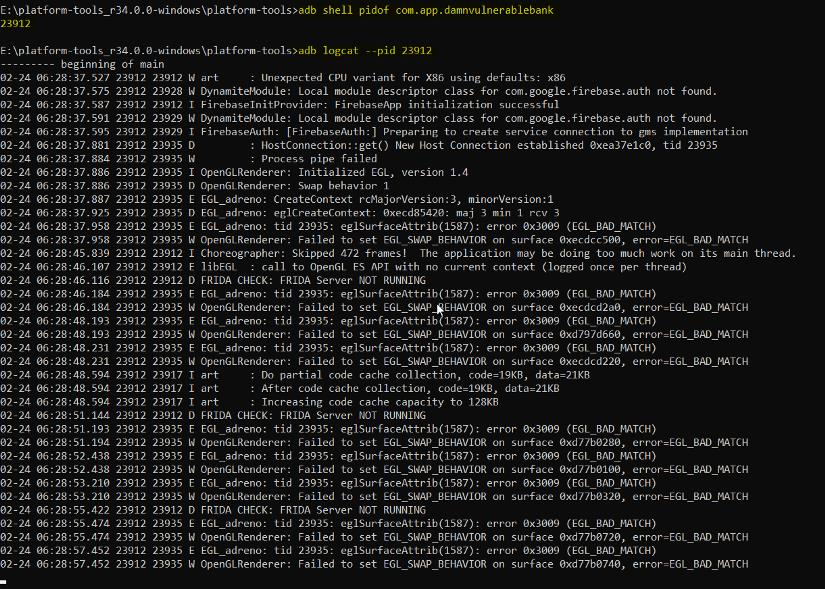 E:\platform-tools_r34.0.0-windows\platform-tools>adb shell pidof com.app.damnvulnerablebank
23912
E:\platform-tools_r34.0.0-windows\platform-tools>adb logcat --pid 23912
--------- beginning of main
02-24 06:28:37.527 23912 23912 W art     : Unexpected CPU variant for X86 using defaults: x86
02-24 06:28:37.575 23912 23928 W DynamiteModule: Local module descriptor class for com.google.firebase.auth not found.
02-24 06:28:37.587 23912 23912 I FirebaseInitProvider: FirebaseApp initialization successful
02-24 06:28:37.591 23912 23929 W DynamiteModule: Local module descriptor class for com.google.firebase.auth not found.
02-24 06:28:37.595 23912 23929 I FirebaseAuth: [FirebaseAuth:] Preparing to create service connection to gms implementation
02-24 06:28:37.881 23912 23935 D         : HostConnection::get() New Host Connection established 0xea37e1c0, tid 23935
02-24 06:28:37.884 23912 23935 W         : Process pipe failed
02-24 06:28:37.886 23912 23935 I OpenGLRenderer: Initialized EGL, version 1.4
02-24 06:28:37.886 23912 23935 D OpenGLRenderer: Swap behavior 1
02-24 06:28:37.887 23912 23935 E EGL_adreno: CreateContext rcMajorVersion:3, minorVersion:1
02-24 06:28:37.925 23912 23935 D EGL_adreno: eglCreateContext: 0xecd85420: maj 3 min 1 rcv 3
02-24 06:28:37.958 23912 23935 E EGL_adreno: tid 23935: eglSurfaceAttrib(1587): error 0x3009 (EGL_BAD_MATCH)
02-24 06:28:37.958 23912 23935 W OpenGLRenderer: Failed to set EGL_SWAP_BEHAVIOR on surface 0xecdcc500, error=EGL_BAD_MATCH
02-24 06:28:45.839 23912 23912 I Choreographer: Skipped 472 frames!  The application may be doing too much work on its main thread.
02-24 06:28:46.107 23912 23912 E libEGL  : call to OpenGL ES API with no current context (logged once per thread)
02-24 06:28:46.116 23912 23912 D FRIDA CHECK: FRIDA Server NOT RUNNING
02-24 06:28:46.184 23912 23935 E EGL_adreno: tid 23935: eglSurfaceAttrib(1587): error 0x3009 (EGL_BAD_MATCH)
02-24 06:28:46.184 23912 23935 W OpenGLRenderer: Failed to set EGL_SWAP_BEHAVIOR on surface 0xecdcd2a0, error=EGL_BAD_MATCH
02-24 06:28:48.193 23912 23935 E EGL_adreno: tid 23935: eglSurfaceAttrib(1587): error 0x3009 (EGL_BAD_MATCH)
02-24 06:28:48.193 23912 23935 W OpenGLRenderer: Failed to set EGL_SWAP_BEHAVIOR on surface 0xd797d660, error=EGL_BAD_MATCH
02-24 06:28:48.231 23912 23935 E EGL_adreno: tid 23935: eglSurfaceAttrib(1587): error 0x3009 (EGL_BAD_MATCH)
02-24 06:28:48.231 23912 23935 W OpenGLRenderer: Failed to set EGL_SWAP_BEHAVIOR on surface 0xeccfd220, error=EGL_BAD_MATCH
02-24 06:28:48.594 23912 23917 I art     : Do partial code cache collection, code=19KB, data=21KB
02-24 06:28:48.594 23912 23917 I art     : After code cache collection, code=19KB, data=21KB
02-24 06:28:48.594 23912 23917 I art     : Increasing code cache capacity to 128KB
02-24 06:28:51.144 23912 23912 D FRIDA CHECK: FRIDA Server NOT RUNNING
02-24 06:28:51.193 23912 23935 E EGL_adreno: tid 23935: eglSurfaceAttrib(1587): error 0x3009 (EGL_BAD_MATCH)
02-24 06:28:51.194 23912 23935 W OpenGLRenderer: Failed to set EGL_SWAP_BEHAVIOR on surface 0xd77b0280, error=EGL_BAD_MATCH
02-24 06:28:52.438 23912 23935 E EGL_adreno: tid 23935: eglSurfaceAttrib(1587): error 0x3009 (EGL_BAD_MATCH)
02-24 06:28:52.438 23912 23935 W OpenGLRenderer: Failed to set EGL_SWAP_BEHAVIOR on surface 0xd77b0100, error=EGL_BAD_MATCH
02-24 06:28:53.210 23912 23935 E EGL_adreno: tid 23935: eglSurfaceAttrib(1587): error 0x3009 (EGL_BAD_MATCH)
02-24 06:28:53.210 23912 23935 W OpenGLRenderer: Failed to set EGL_SWAP_BEHAVIOR on surface 0xd77b0320, error=EGL_BAD_MATCH
02-24 06:28:55.422 23912 23912 D FRIDA CHECK: FRIDA Server NOT RUNNING
02-24 06:28:55.474 23912 23935 E EGL_adreno: tid 23935: eglSurfaceAttrib(1587): error 0x3009 (EGL_BAD_MATCH)
02-24 06:28:55.474 23912 23935 W OpenGLRenderer: Failed to set EGL_SWAP_BEHAVIOR on surface 0xd77b0720, error=EGL_BAD_MATCH
02-24 06:28:57.452 23912 23935 E EGL_adreno: tid 23935: eglSurfaceAttrib(1587): error 0x3009 (EGL_BAD_MATCH)
02-24 06:28:57.452 23912 23935 W OpenGLRenderer: Failed to set EGL_SWAP_BEHAVIOR on surface 0xd77b0740, error=EGL_BAD_MATCH